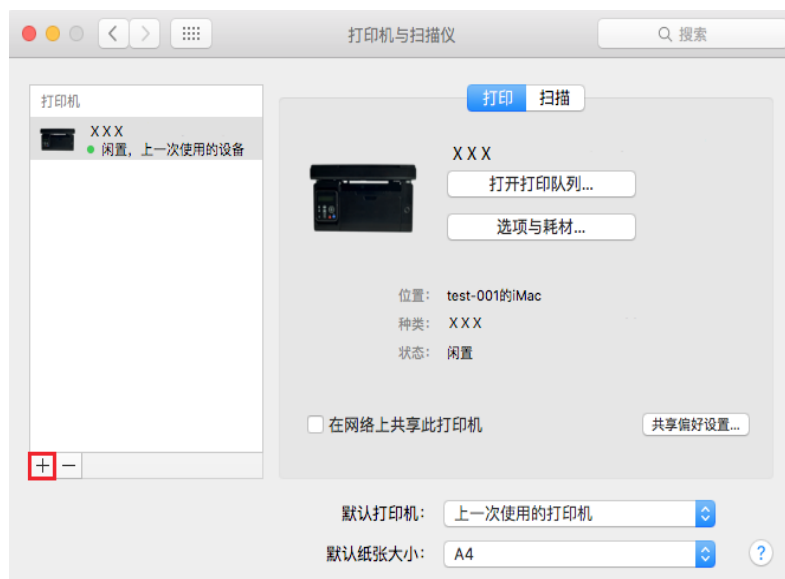 打印机与扫描仪
搜索
打印机
XXX
闲置，上一次使用的设备
打印
扫描
XXX
打开打印队列...
选项与耗材...
位置： test-001的iMac
种类： XXX
状态： 闲置
在网络上共享此打印机
共享偏好设置...
+ −
默认打印机： 上一次使用的打印机
默认纸张大小： A4
?